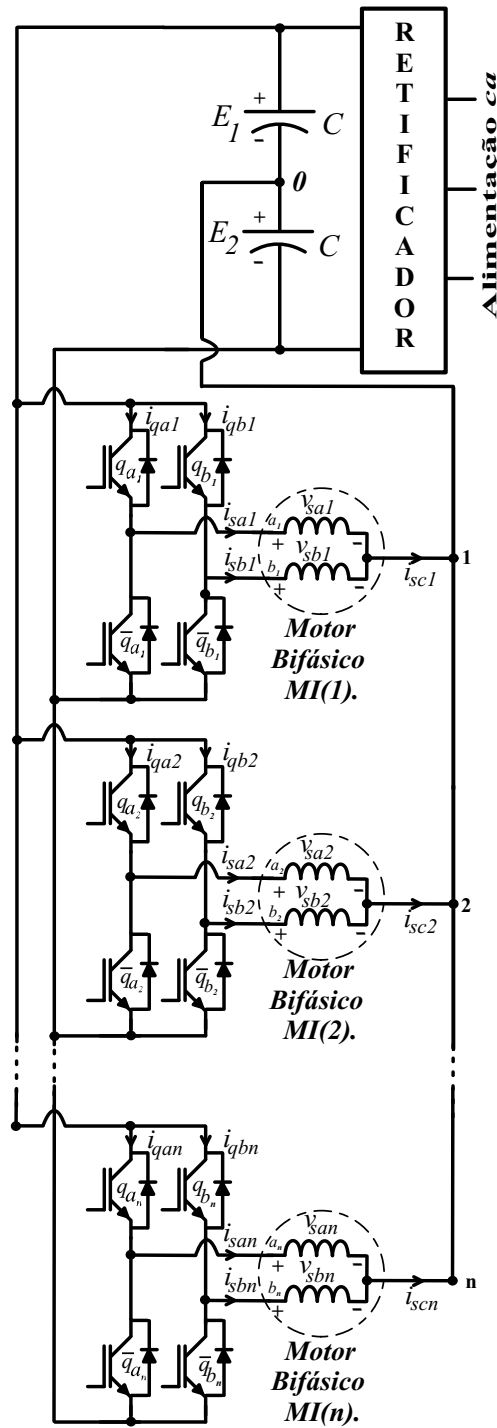 RETIFICADOR
Alimentação ca
+
E1 C
-
0
+
E2 C
-
iqa1 iqb1
qa1 qb1
isa1 a1 vsa1
+ -
isb1 b1 vsb1
+ -
isc1
1
q̅a1 q̅b1
Motor
Bifásico
MI(1).
iqa2 iqb2
qa2 qb2
isa2 a2 vsa2
+ -
isb2 b2 vsb2
+ -
isc2
2
q̅a2 q̅b2
Motor
Bifásico
MI(2).
iqan iqbn
qan qbn
isan an vsan
+ -
isbn bn vsbn
+ -
iscn
n
q̅an q̅bn
Motor
Bifásico
MI(n).